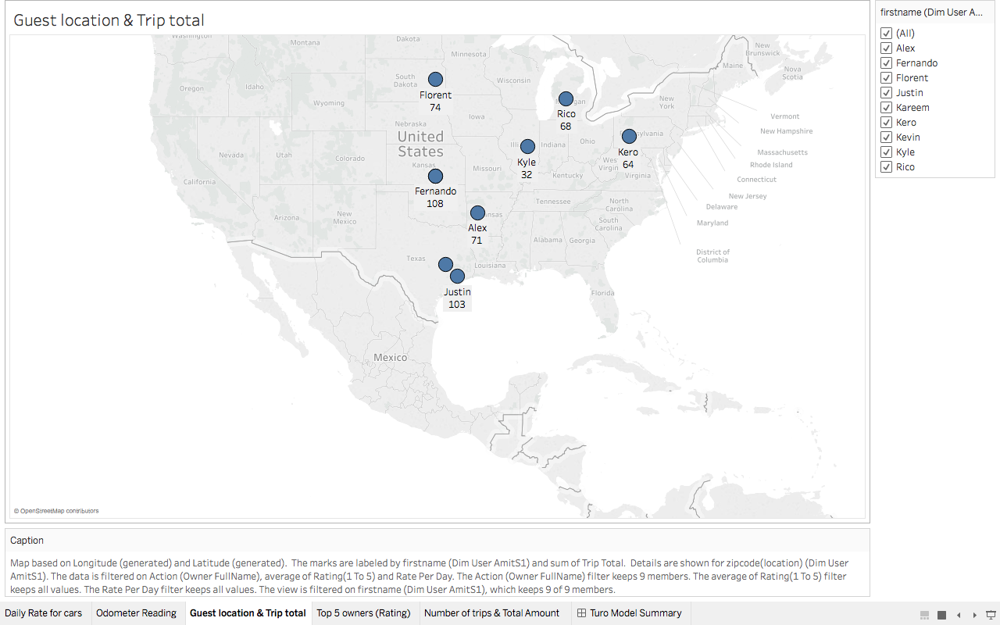 Guest location & Trip total
firstname (Dim User A...
(All)
Alex
Fernando
Florent
Justin
Kareem
Kero
Kevin
Kyle
Rico
Washington
Montana
Dakota
Minnesota
New
Brunswick
Maine
Nova
Scotia
Oregon
Idaho
South
Dakota
Wisconsin
Wyoming
Florent
74
New
York
Rico
68
Vermont
Iowa
Nebraska
New Hampshire
United
States
Indiana
Ohio
Kero
64
Massachusetts
Nevada
Utah
Colorado
Kansas
Missouri
Kyle
32
West
Virgin
Virginia
Kentucky
Rhode Island
Connecticut
California
Fernando
108
New Jersey
Delaware
Tennessee
North
Carolina
Arizona
New
Mexico
Alex
71
South
Carolina
Maryland
Alabama
Georgia
Texas
Louisiana
District of
Columbia
Justin
103
Florida
Mexico
© OpenStreetMap contributors
Caption
Map based on Longitude (generated) and Latitude (generated).  The marks are labeled by firstname (Dim User AmitS1) and sum of Trip Total.  Details are shown for zipcode(location) (Dim User
AmitS1). The data is filtered on Action (Owner FullName), average of Rating(1 To 5) and Rate Per Day. The Action (Owner FullName) filter keeps 9 members. The average of Rating(1 To 5) filter
keeps all values. The Rate Per Day filter keeps all values. The view is filtered on firstname (Dim User AmitS1), which keeps 9 of 9 members.
Daily Rate for cars
Odometer Reading
Guest location & Trip total
Top 5 owners (Rating)
Number of trips & Total Amount
Turo Model Summary